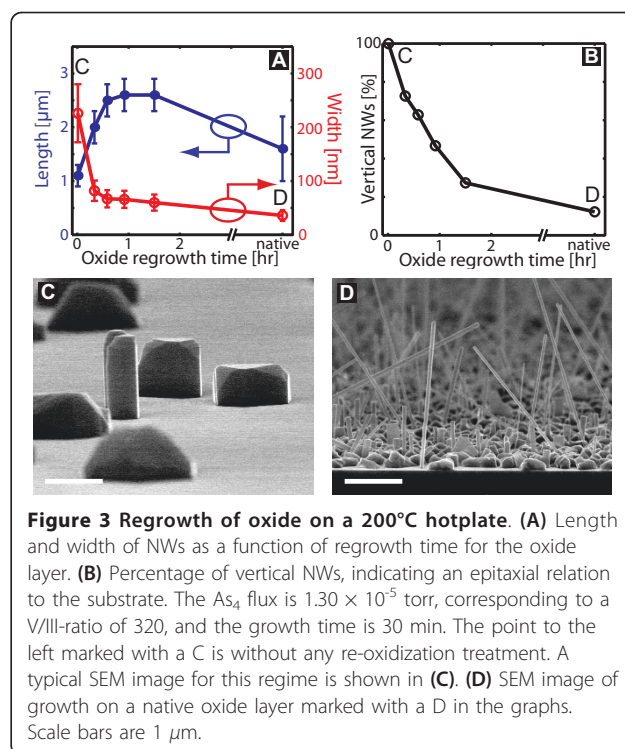 A
C
D
3
2
1
0
Length [µm]
300
200
100
0
Width [nm]
0
1
2
native
Oxide regrowth time [hr]
B
C
D
100
0
Vertical NWs [%]
0
1
2
native
Oxide regrowth time [hr]
C
D
Figure 3 Regrowth of oxide on a 200°C hotplate. (A) Length
and width of NWs as a function of regrowth time for the oxide
layer. (B) Percentage of vertical NWs, indicating an epitaxial relation
to the substrate. The As₄ flux is 1.30 × 10⁻⁵ torr, corresponding to a
V/III-ratio of 320, and the growth time is 30 min. The point to the
left marked with a C is without any re-oxidization treatment. A
typical SEM image for this regime is shown in (C). (D) SEM image of
growth on a native oxide layer marked with a D in the graphs.
Scale bars are 1 µm.